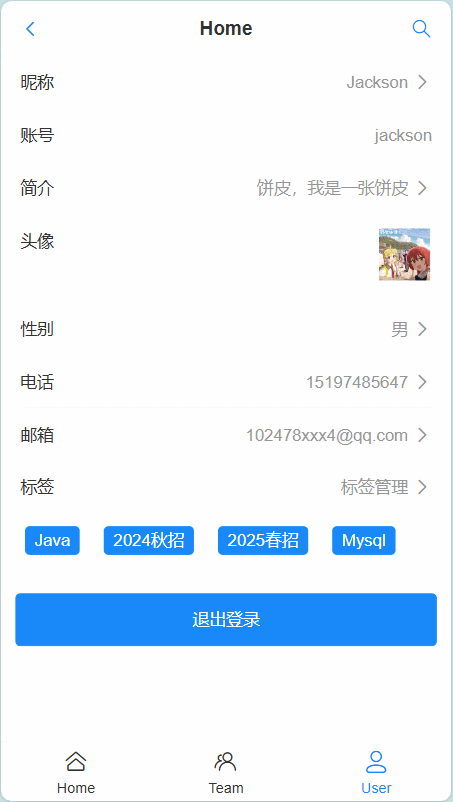 Home
昵称 Jackson
账号 jackson
简介 饼皮，我是一张饼皮
头像
性别 男
电话 15197485647
邮箱 102478xxx4@qq.com
标签 标签管理
Java 2024秋招 2025春招 Mysql
退出登录
Home Team User